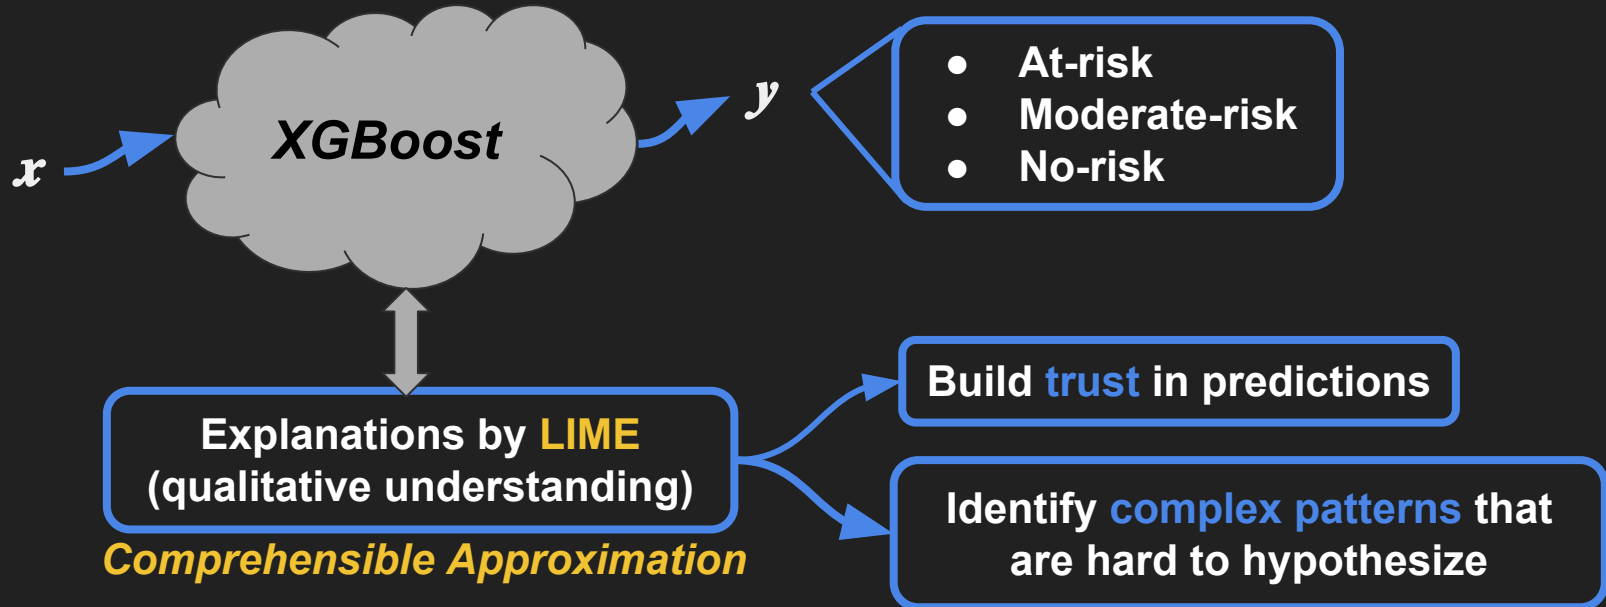 x
XGBoost
y
● At-risk
● Moderate-risk
● No-risk
Explanations by LIME
(qualitative understanding)
Comprehensible Approximation
Build trust in predictions
Identify complex patterns that
are hard to hypothesize